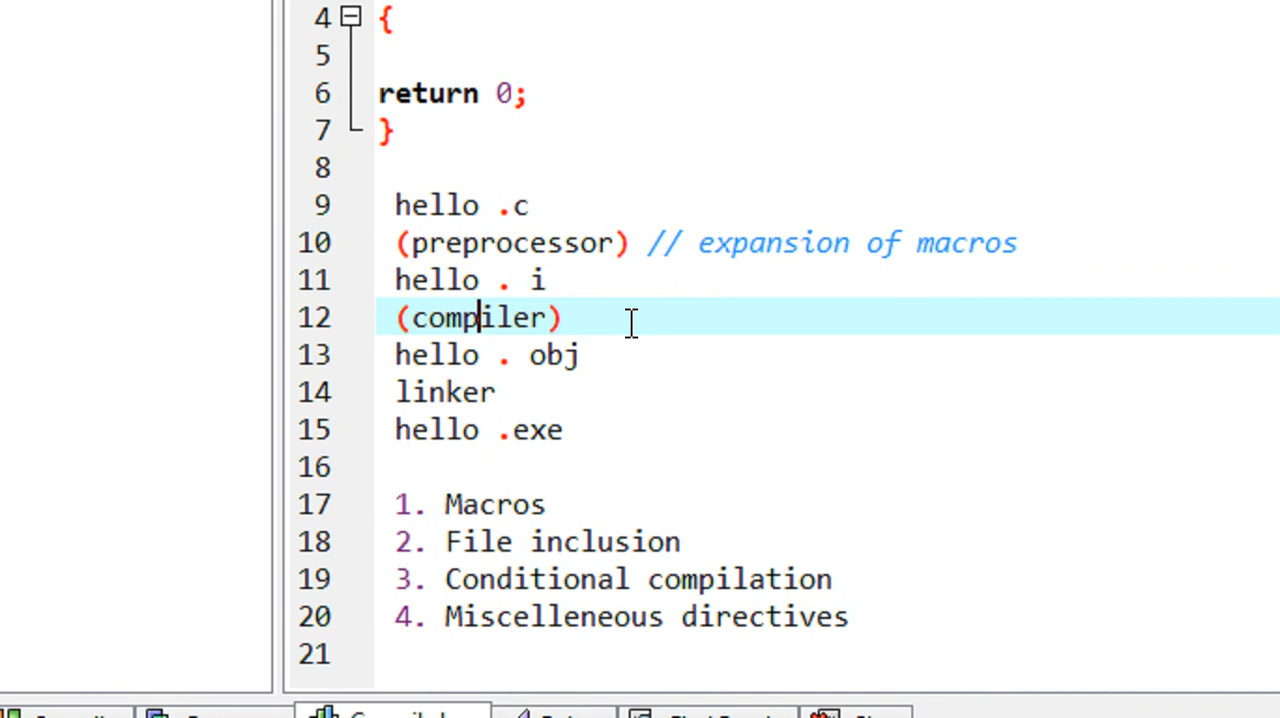 4 {
5
6 return 0;
7 }
8
9 hello .c
10 (preprocessor) // expansion of macros
11 hello . i
12 (compiler)
13 hello . obj
14 linker
15 hello .exe
16
17 1. Macros
18 2. File inclusion
19 3. Conditional compilation
20 4. Miscelleneous directives
21